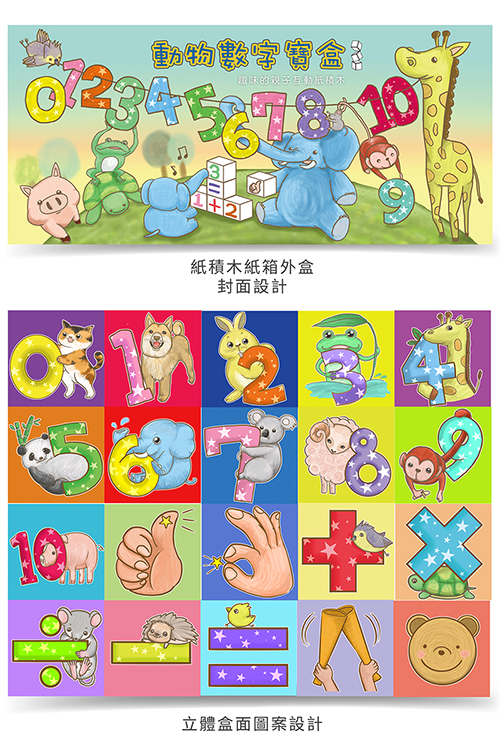 動物數字寶盒
趣味的親子互動紙積木
0 1 2 3 4 5 6 7 8 10
9
3
=
1 + 2
紙積木紙箱外盒
封面設計
0 1 2 3 4
5 6 7 8 9
10 + ×
÷ − =
立體盒面圖案設計